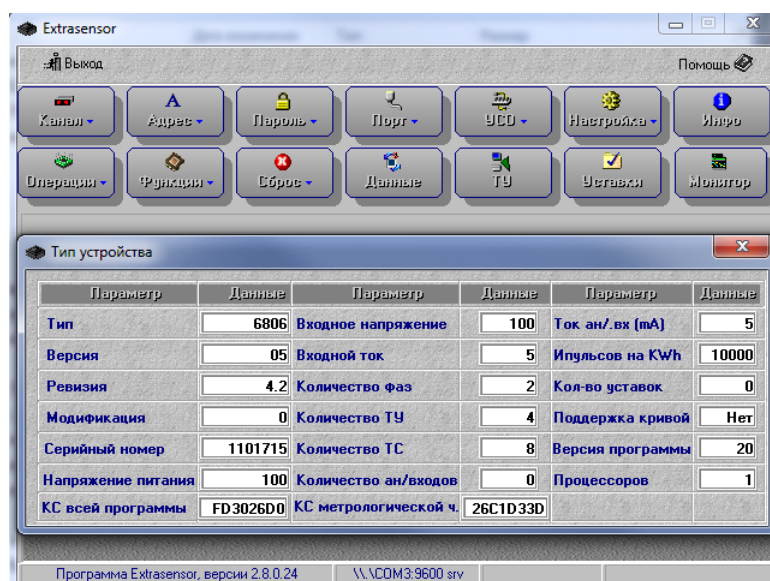 Extrasensor
Выход
Помощь
Канал
Адрес
Пароль
Порт
УСО
Настройка
Инфо
Операции
Функции
Сброс
Данные
ТУ
Уставки
Монитор
Тип устройства
Параметр Данные Параметр Данные Параметр Данные
Тип 6806 Входное напряжение 100 Ток ан/.вх (mA) 5
Версия 05 Входной ток 5 Ипульсов на KWh 10000
Ревизия 4.2 Количество фаз 2 Кол-во уставок 0
Модификация 0 Количество ТУ 4 Поддержка кривой Нет
Серийный номер 1101715 Количество ТС 8 Версия программы 20
Напряжение питания 100 Количество ан/входов 0 Процессоров 1
КС всей программы FD3026D0 КС метрологической ч. 26C1D33D
Программа Extrasensor, версии 2.8.0.24 \\.\COM3:9600 srv